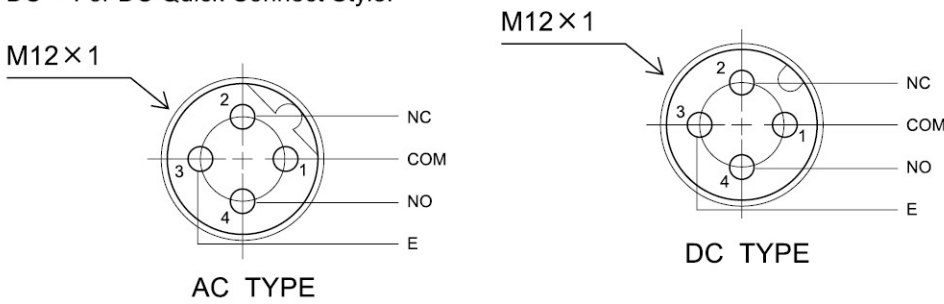 DC
For DC Quick Connect Style.
M12×1
2
NC
3
1
COM
4
NO
E
AC TYPE
M12×1
2
NC
3
1
COM
4
NO
E
DC TYPE